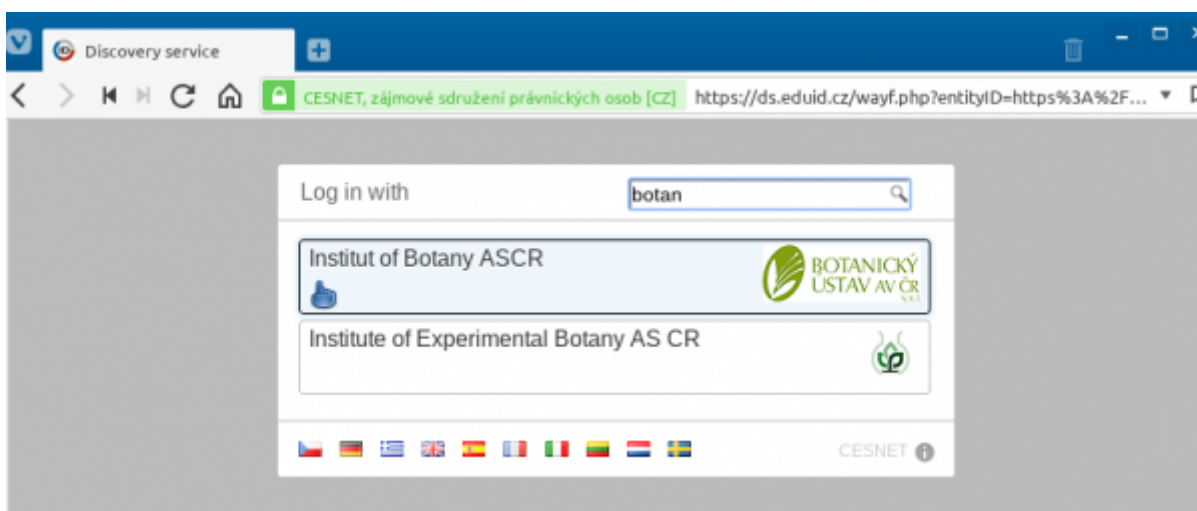 Discovery service
CESNET, zájmové sdružení právnických osob [CZ] https://ds.eduid.cz/wayf.php?entityID=https%3A%2F...
Log in with
botan
Institut of Botany ASCR
BOTANICKÝ
ÚSTAV AV ČR
Institute of Experimental Botany AS CR
CESNET